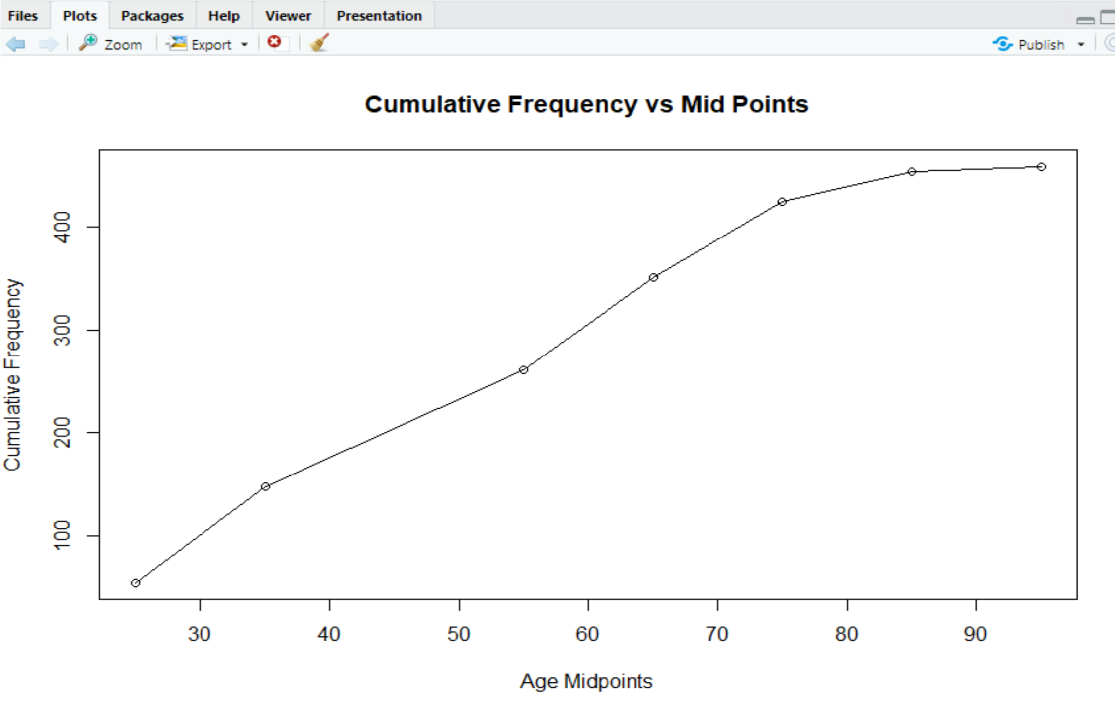 Files Plots Packages Help Viewer Presentation
Zoom Export Publish
Cumulative Frequency vs Mid Points
Cumulative Frequency
400
300
200
100
30 40 50 60 70 80 90
Age Midpoints